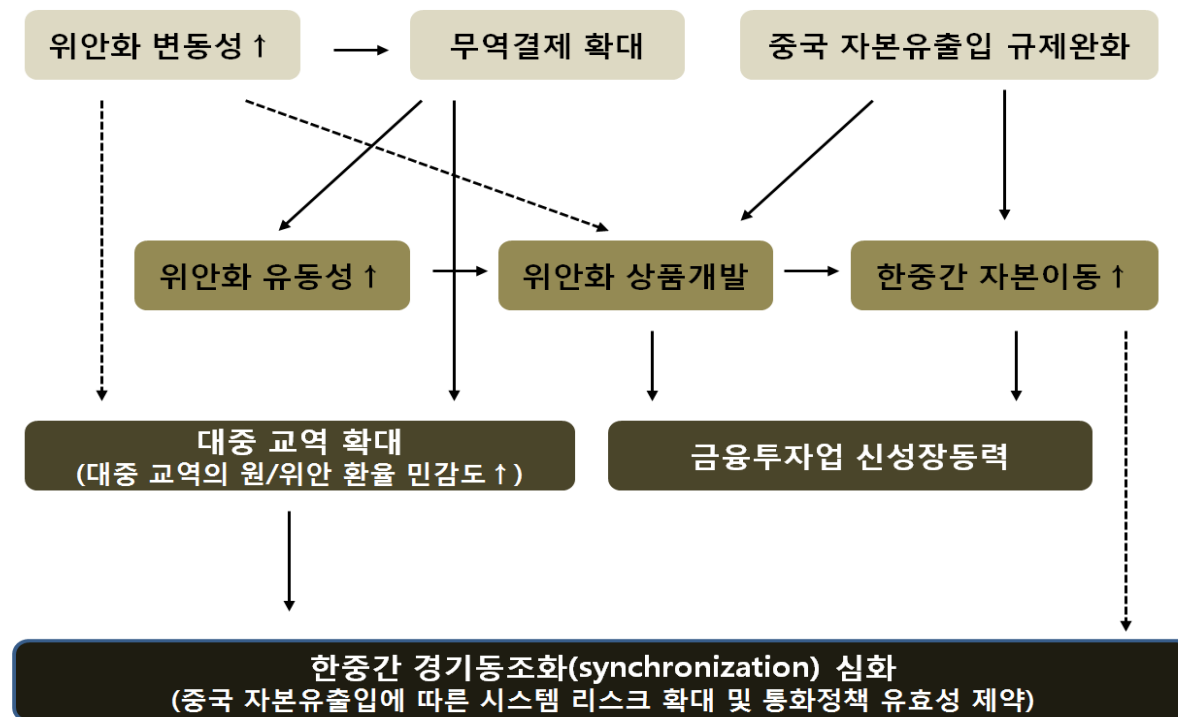 위안화 변동성↑
무역결제 확대
중국 자본유출입 규제완화
위안화 유동성↑
위안화 상품개발
한중간 자본이동↑
대중 교역 확대
(대중 교역의 원/위안 환율 민감도↑)
금융투자업 신성장동력
한중간 경기동조화(synchronization) 심화
(중국 자본유출입에 따른 시스템 리스크 확대 및 통화정책 유효성 제약)